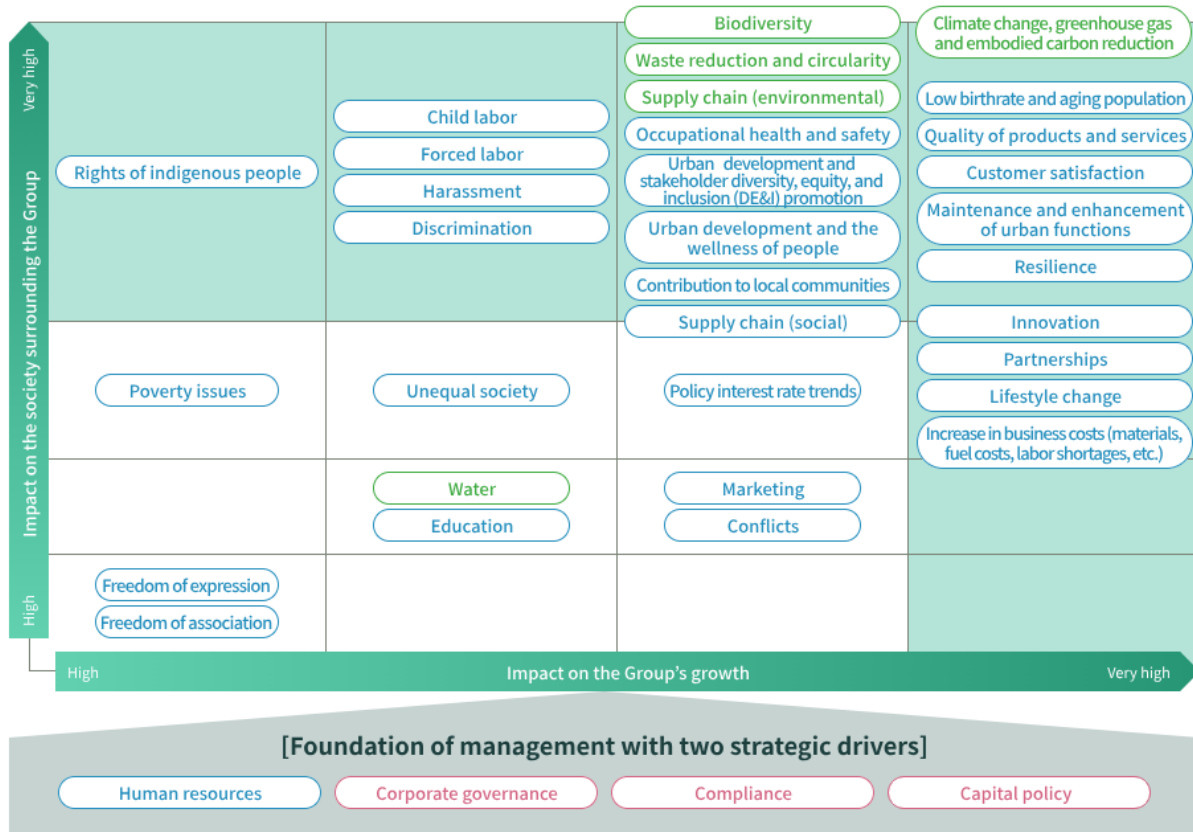 Impact on the society surrounding the Group
Very high
High
Rights of indigenous people
Child labor
Forced labor
Harassment
Discrimination
Biodiversity
Waste reduction and circularity
Supply chain (environmental)
Occupational health and safety
Urban development and
stakeholder diversity, equity, and
inclusion (DE&I) promotion
Urban development and the
wellness of people
Contribution to local communities
Supply chain (social)
Climate change, greenhouse gas
and embodied carbon reduction
Low birthrate and aging population
Quality of products and services
Customer satisfaction
Maintenance and enhancement
of urban functions
Resilience
Innovation
Partnerships
Lifestyle change
Increase in business costs (materials,
fuel costs, labor shortages, etc.)
Poverty issues
Unequal society
Policy interest rate trends
Water
Education
Marketing
Conflicts
Freedom of expression
Freedom of association
High
Impact on the Group's growth
Very high
[Foundation of management with two strategic drivers]
Human resources
Corporate governance
Compliance
Capital policy